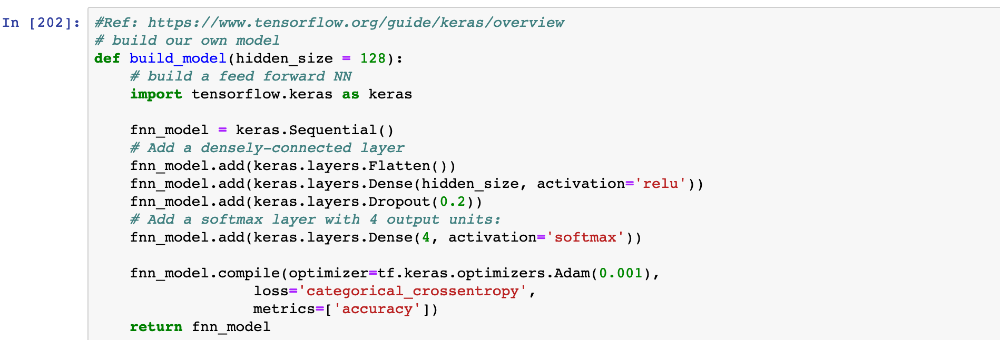 In [202]: #Ref: https://www.tensorflow.org/guide/keras/overview
# build our own model
def build_model(hidden_size = 128):
    # build a feed forward NN
    import tensorflow.keras as keras

    fnn_model = keras.Sequential()
    # Add a densely-connected layer
    fnn_model.add(keras.layers.Flatten())
    fnn_model.add(keras.layers.Dense(hidden_size, activation='relu'))
    fnn_model.add(keras.layers.Dropout(0.2))
    # Add a softmax layer with 4 output units:
    fnn_model.add(keras.layers.Dense(4, activation='softmax'))

    fnn_model.compile(optimizer=tf.keras.optimizers.Adam(0.001),
                  loss='categorical_crossentropy',
                  metrics=['accuracy'])
    return fnn_model